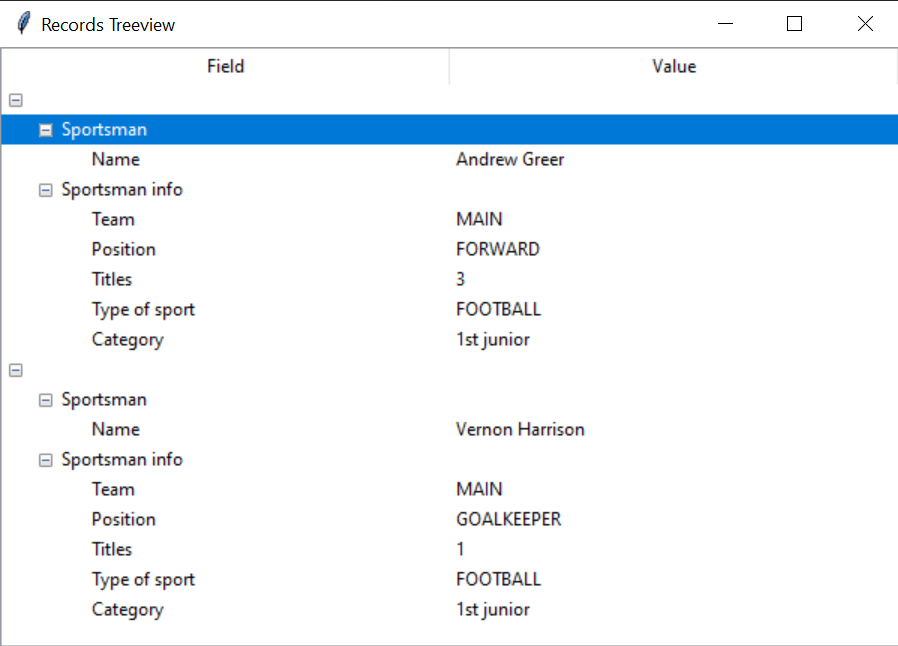 Records Treeview
Field Value
Sportsman
Name Andrew Greer
Sportsman info
Team MAIN
Position FORWARD
Titles 3
Type of sport FOOTBALL
Category 1st junior
Sportsman
Name Vernon Harrison
Sportsman info
Team MAIN
Position GOALKEEPER
Titles 1
Type of sport FOOTBALL
Category 1st junior